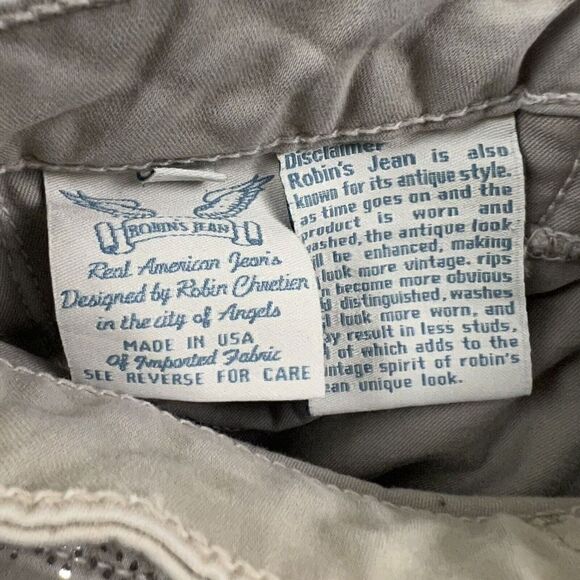 ROBIN'S JEAN
Real American Jean's
Designed by Robin Chretien
in the city of Angels
MADE IN USA
Of Imported Fabric
SEE REVERSE FOR CARE
Disclaimer
Robin's Jean is also
known for its antique style.
as time goes on and the
product is worn and
washed, the antique look
will be enhanced, making
look more vintage. rips
become more obvious
distinguished, washes
look more worn, and
may result in less studs,
of which adds to the
vintage spirit of robin's
jean unique look.